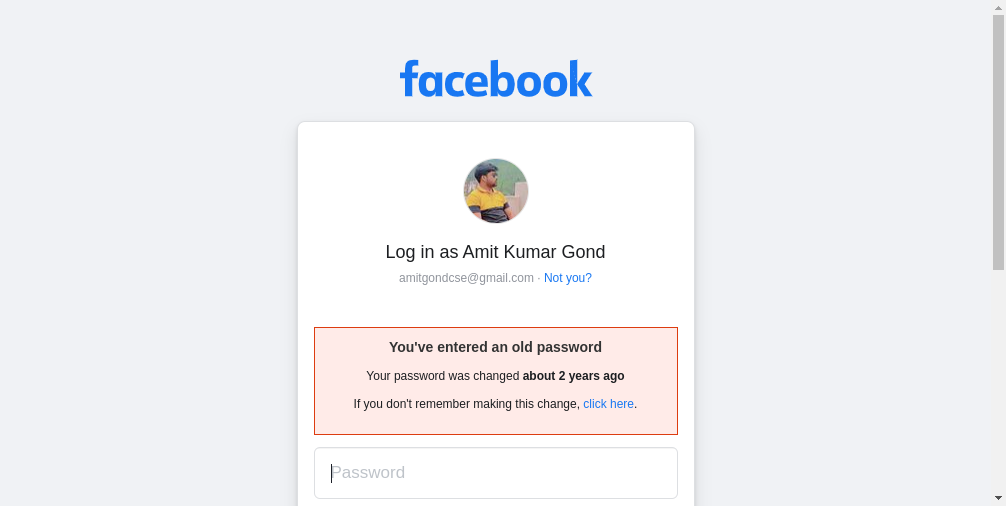 facebook
Log in as Amit Kumar Gond
amitgondcse@gmail.com · Not you?
You've entered an old password
Your password was changed about 2 years ago
If you don't remember making this change, click here.
Password